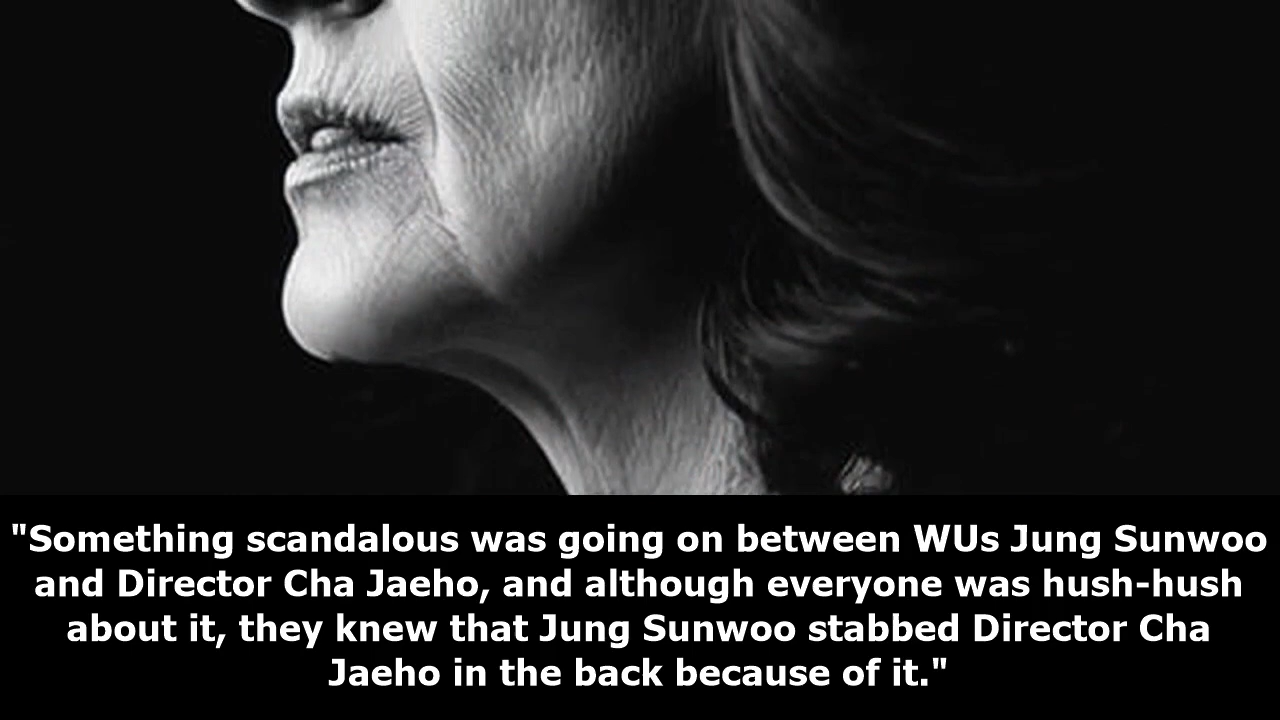 "Something scandalous was going on between WUs Jung Sunwoo
and Director Cha Jaeho, and although everyone was hush-hush
about it, they knew that Jung Sunwoo stabbed Director Cha
Jaeho in the back because of it."